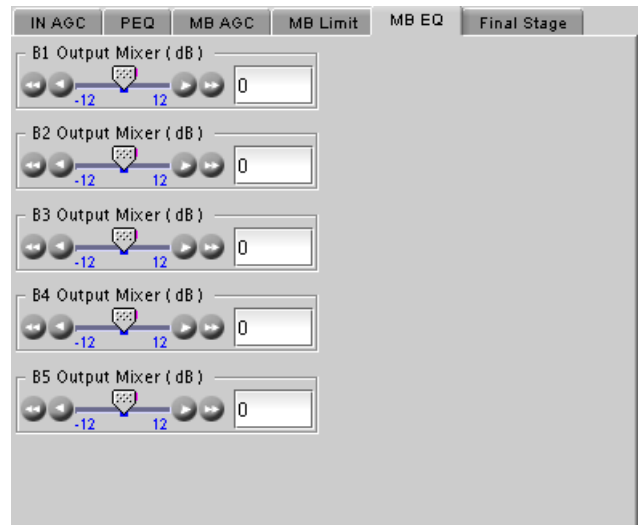 IN AGC PEQ MB AGC MB Limit MB EQ Final Stage
B1 Output Mixer ( dB )
0
-12 12
B2 Output Mixer ( dB )
0
-12 12
B3 Output Mixer ( dB )
0
-12 12
B4 Output Mixer ( dB )
0
-12 12
B5 Output Mixer ( dB )
0
-12 12